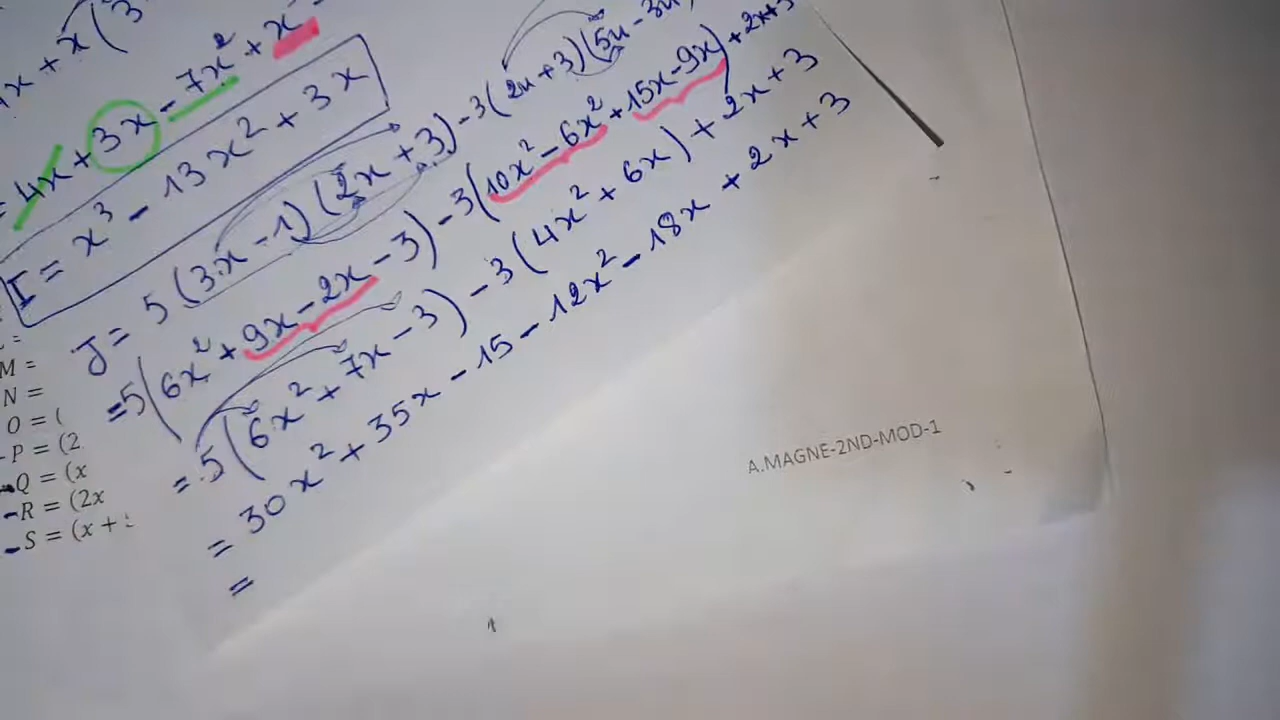 x + x(3
= 4x + 3x - 7x² + x
I = x³ - 13x² + 3x
J = 5(3x - 1)(2x + 3) - 3(2x + 3)(5x - 3x
= 5(6x² + 9x - 2x - 3) - 3(10x² - 6x² + 15x - 9x) + 2x + 3
= 5(6x² + 7x - 3) - 3(4x² + 6x) + 2x + 3
= 30x² + 35x - 15 - 12x² - 18x + 2x + 3
=
M =
N =
O = (
P = (2
Q = (x
R = (2x
S = (x +
A.MAGNE-2ND-MOD-1